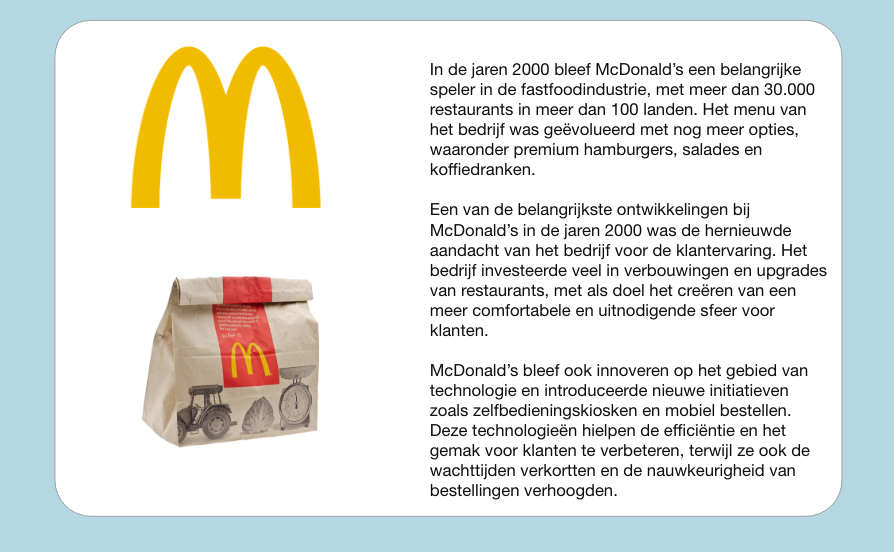 In de jaren 2000 bleef McDonald’s een belangrijke
speler in de fastfoodindustrie, met meer dan 30.000
restaurants in meer dan 100 landen. Het menu van
het bedrijf was geëvolueerd met nog meer opties,
waaronder premium hamburgers, salades en
koffiedranken.
Een van de belangrijkste ontwikkelingen bij
McDonald’s in de jaren 2000 was de hernieuwde
aandacht van het bedrijf voor de klantervaring. Het
bedrijf investeerde veel in verbouwingen en upgrades
van restaurants, met als doel het creëren van een
meer comfortabele en uitnodigende sfeer voor
klanten.
McDonald’s bleef ook innoveren op het gebied van
technologie en introduceerde nieuwe initiatieven
zoals zelfbedieningskiosken en mobiel bestellen.
Deze technologieën hielpen de efficiëntie en het
gemak voor klanten te verbeteren, terwijl ze ook de
wachttijden verkortten en de nauwkeurigheid van
bestellingen verhoogden.